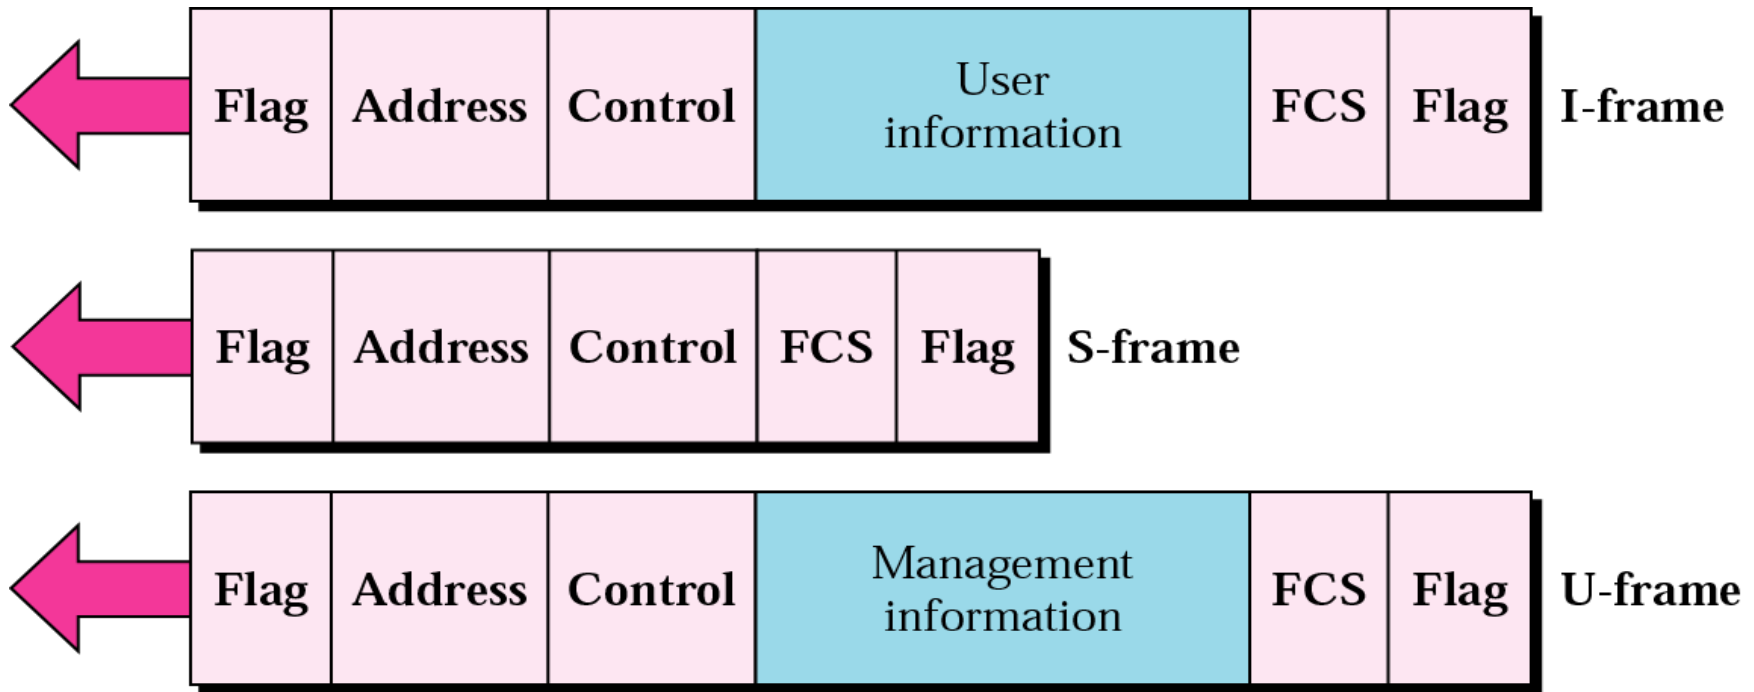 Flag Address Control User information FCS Flag I-frame
Flag Address Control FCS Flag S-frame
Flag Address Control Management information FCS Flag U-frame